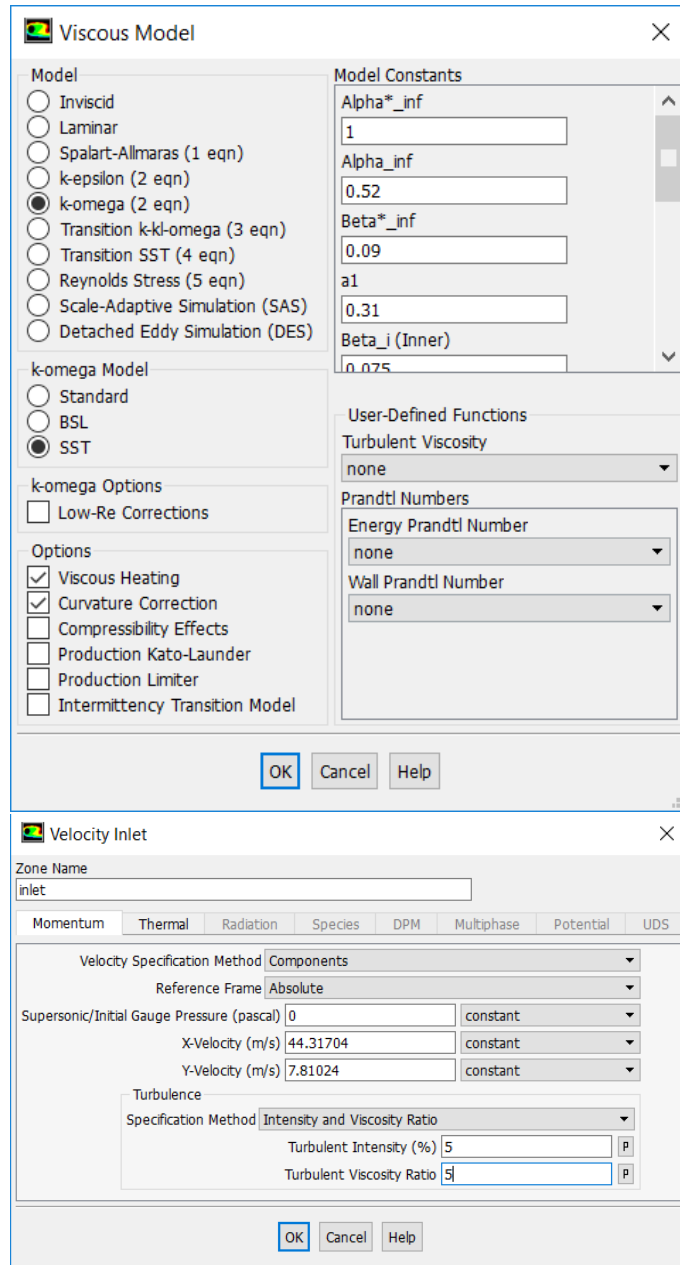 Viscous Model
Model
Inviscid
Laminar
Spalart-Allmaras (1 eqn)
k-epsilon (2 eqn)
k-omega (2 eqn)
Transition k-kl-omega (3 eqn)
Transition SST (4 eqn)
Reynolds Stress (5 eqn)
Scale-Adaptive Simulation (SAS)
Detached Eddy Simulation (DES)
k-omega Model
Standard
BSL
SST
k-omega Options
Low-Re Corrections
Options
Viscous Heating
Curvature Correction
Compressibility Effects
Production Kato-Launder
Production Limiter
Intermittency Transition Model
Model Constants
Alpha*_inf
1
Alpha_inf
0.52
Beta*_inf
0.09
a1
0.31
Beta_i (Inner)
0.075
User-Defined Functions
Turbulent Viscosity
none
Prandtl Numbers
Energy Prandtl Number
none
Wall Prandtl Number
none
OK Cancel Help
Velocity Inlet
Zone Name
inlet
Momentum Thermal Radiation Species DPM Multiphase Potential UDS
Velocity Specification Method Components
Reference Frame Absolute
Supersonic/Initial Gauge Pressure (pascal) 0 constant
X-Velocity (m/s) 44.31704 constant
Y-Velocity (m/s) 7.81024 constant
Turbulence
Specification Method Intensity and Viscosity Ratio
Turbulent Intensity (%) 5 P
Turbulent Viscosity Ratio 5 P
OK Cancel Help